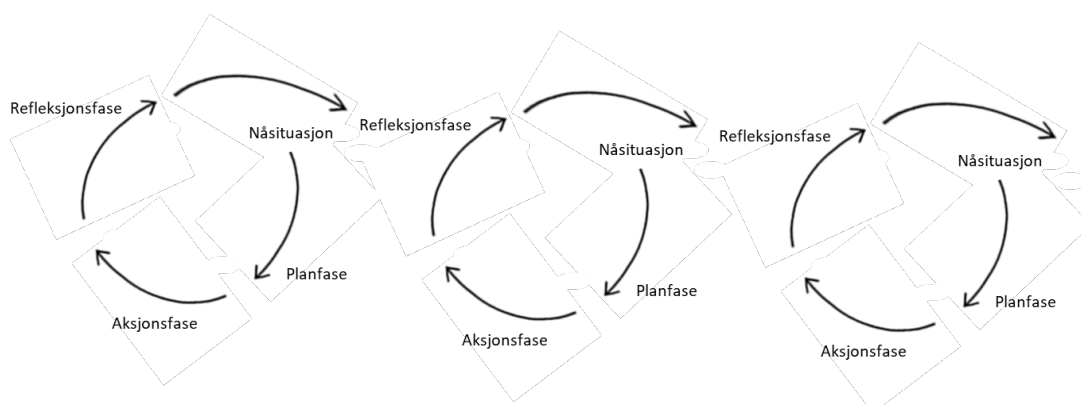 Refleksjonsfase
Nåsituasjon
Planfase
Aksjonsfase
Refleksjonsfase
Nåsituasjon
Planfase
Aksjonsfase
Refleksjonsfase
Nåsituasjon
Planfase
Aksjonsfase